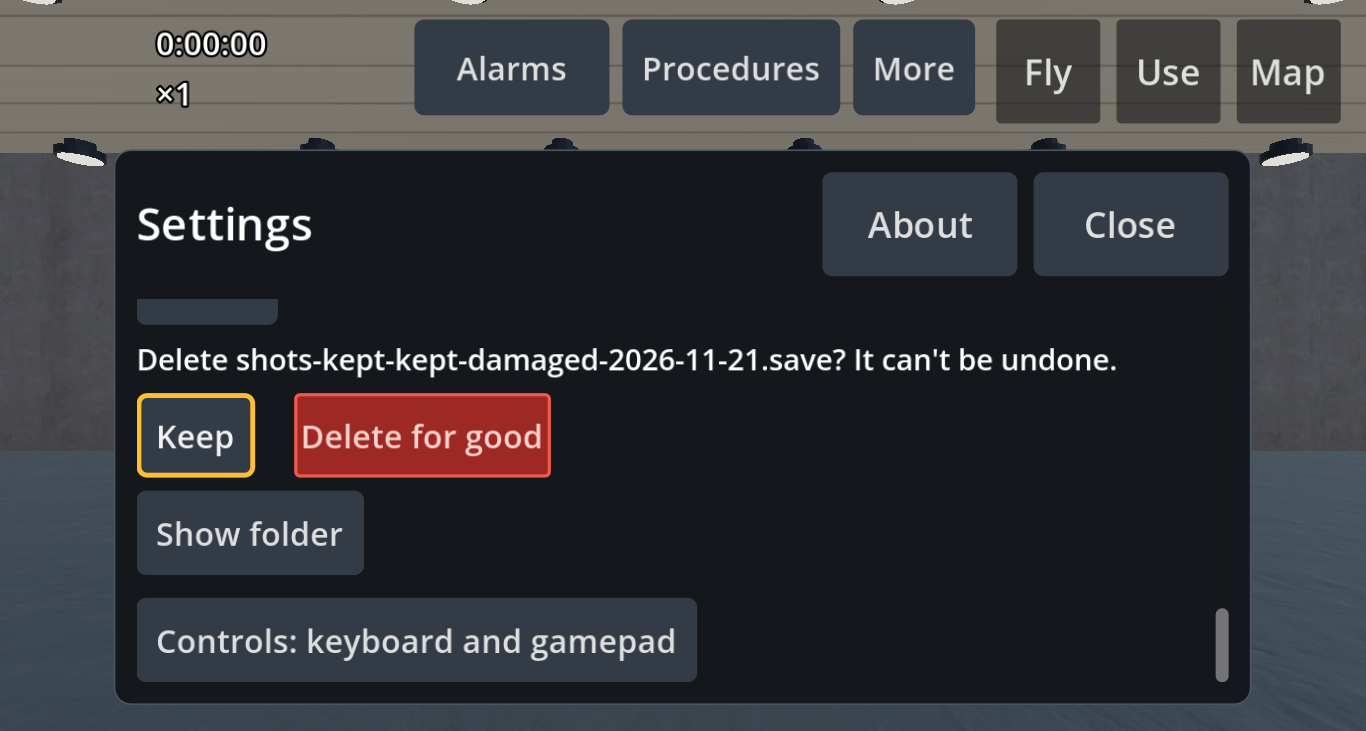 0:00:00
×1
Alarms
Procedures
More
Fly
Use
Map
Settings
About
Close
Delete shots-kept-kept-damaged-2026-11-21.save? It can't be undone.
Keep
Delete for good
Show folder
Controls: keyboard and gamepad